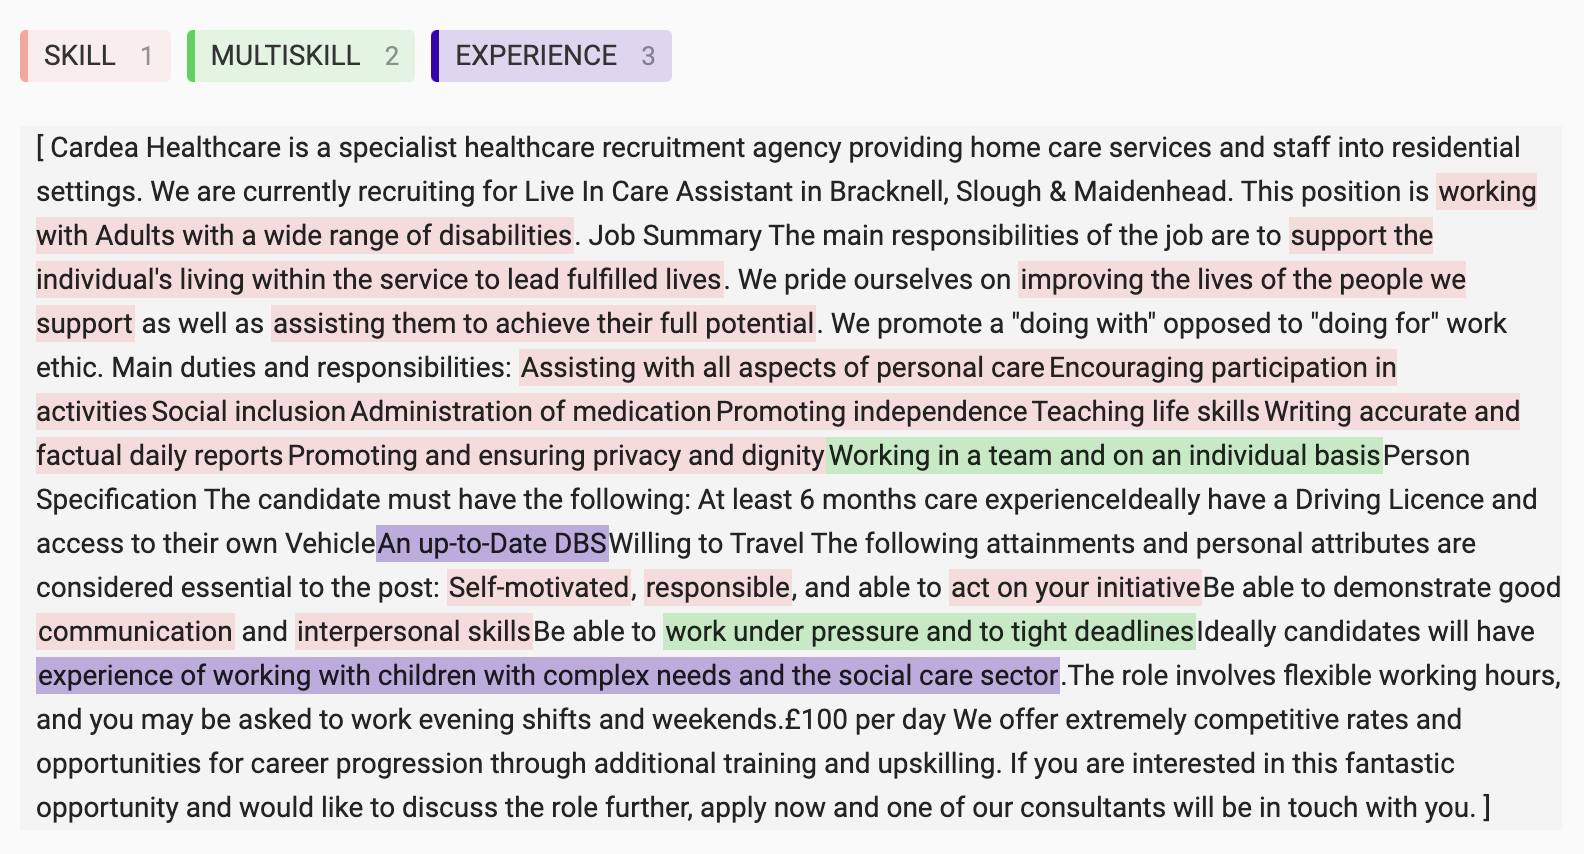 SKILL 1 MULTISKILL 2 EXPERIENCE 3
[ Cardea Healthcare is a specialist healthcare recruitment agency providing home care services and staff into residential
settings. We are currently recruiting for Live In Care Assistant in Bracknell, Slough & Maidenhead. This position is working
with Adults with a wide range of disabilities. Job Summary The main responsibilities of the job are to support the
individual's living within the service to lead fulfilled lives. We pride ourselves on improving the lives of the people we
support as well as assisting them to achieve their full potential. We promote a "doing with" opposed to "doing for" work
ethic. Main duties and responsibilities: Assisting with all aspects of personal care Encouraging participation in
activities Social inclusion Administration of medication Promoting independence Teaching life skills Writing accurate and
factual daily reports Promoting and ensuring privacy and dignity Working in a team and on an individual basis Person
Specification The candidate must have the following: At least 6 months care experienceIdeally have a Driving Licence and
access to their own Vehicle An up-to-Date DBS Willing to Travel The following attainments and personal attributes are
considered essential to the post: Self-motivated, responsible, and able to act on your initiative Be able to demonstrate good
communication and interpersonal skills Be able to work under pressure and to tight deadlines Ideally candidates will have
experience of working with children with complex needs and the social care sector.The role involves flexible working hours,
and you may be asked to work evening shifts and weekends.£100 per day We offer extremely competitive rates and
opportunities for career progression through additional training and upskilling. If you are interested in this fantastic
opportunity and would like to discuss the role further, apply now and one of our consultants will be in touch with you. ]